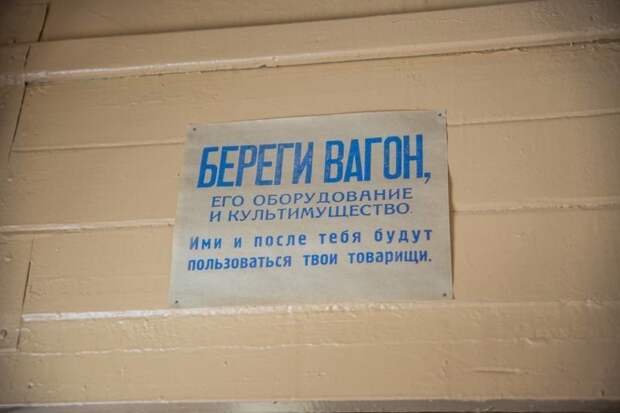 БЕРЕГИ ВАГОН,
ЕГО ОБОРУДОВАНИЕ
И КУЛЬТИМУЩЕСТВО.
Ими и после тебя будут
пользоваться твои товарищи.